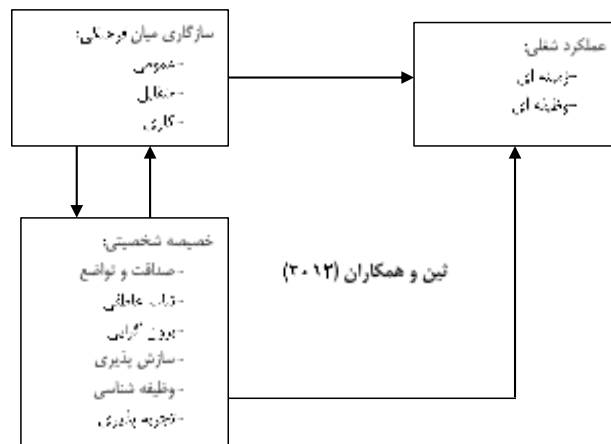 سازگاری میان فرهنگی:
-عمومی
-متقابل
-کاری
عملکرد شغلی:
-زمینه ای
-وظیفه ای
خصیصه شخصیتی:
-صداقت و تواضع
-ثبات عاطفی
-برون گرایی
-سازش پذیری
-وظیفه شناسی
-تجربه پذیری
ثین و همکاران (۲۰۱۲)